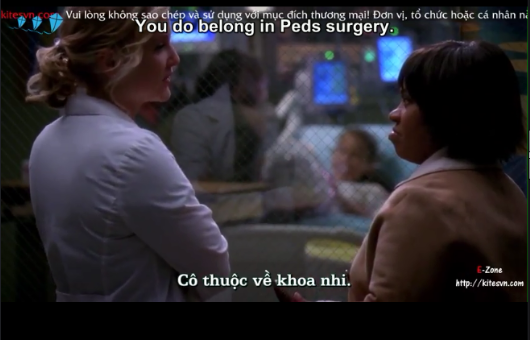 kitesvn.com Vui lòng không sao chép và sử dụng với mục đích thương mại! Đơn vị, tổ chức hoặc cá nhân n
You do belong in Peds surgery.
Cô thuộc về khoa nhi.
E-Zone
http://kitesvn.com